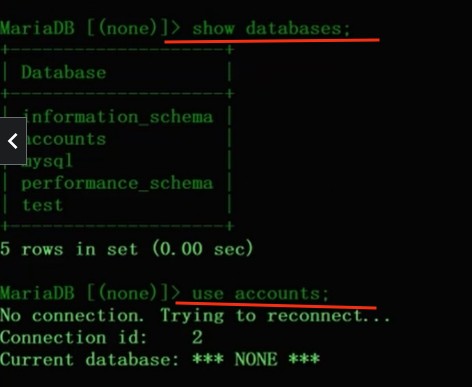 MariaDB [(none)]> show databases;
+--------------------+
| Database |
+--------------------+
| information_schema |
accounts
mysql
| performance_schema |
| test |
+--------------------+
5 rows in set (0.00 sec)
MariaDB [(none)]> use accounts;
No connection. Trying to reconnect...
Connection id: 2
Current database: *** NONE ***